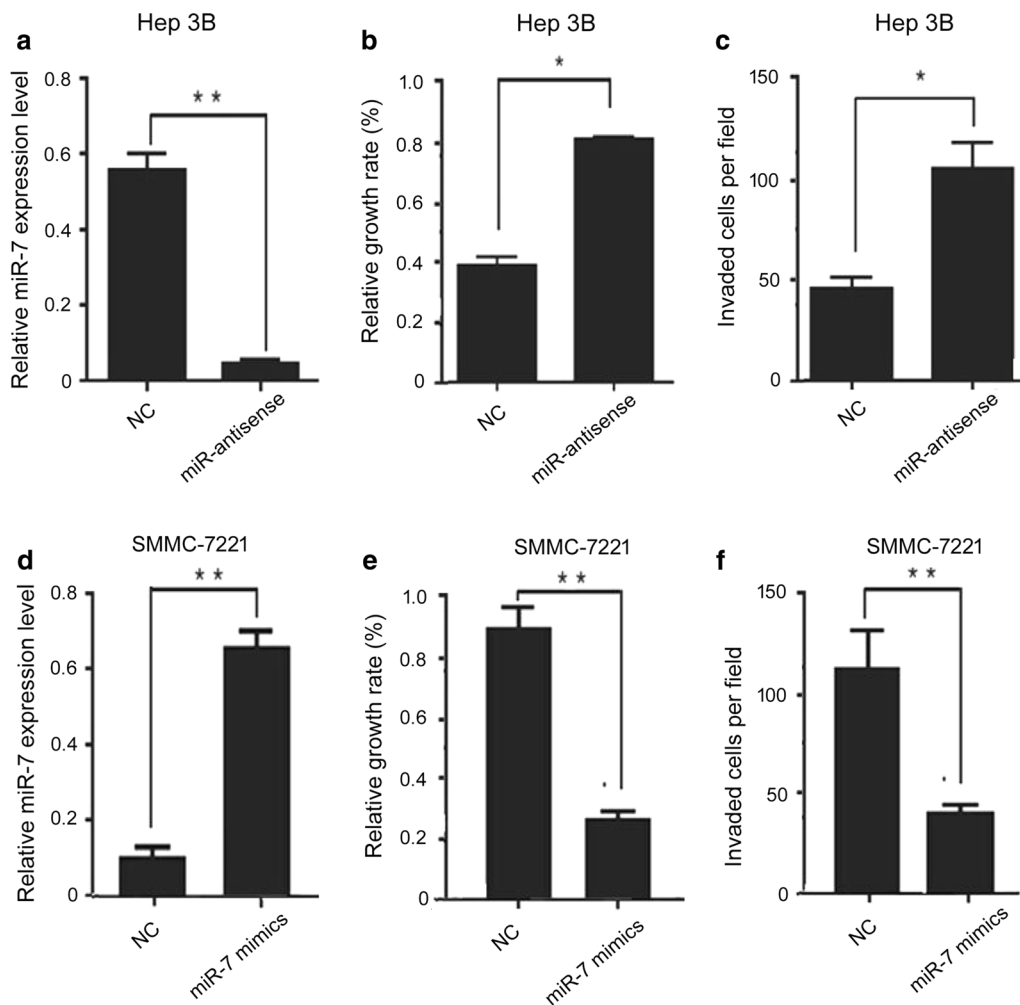 a
Hep 3B
Relative miR-7 expression level
0.8
0.6
0.4
0.2
0
**
NC
miR-antisense
b
Hep 3B
Relative growth rate (%)
1.0
0.8
0.6
0.4
0.2
0
*
NC
miR-antisense
c
Hep 3B
Invaded cells per field
150
100
50
0
*
NC
miR-antisense
d
SMMC-7221
Relative miR-7 expression level
0.8
0.6
0.4
0.2
0
**
NC
miR-7 mimics
e
SMMC-7221
Relative growth rate (%)
1.0
0.8
0.6
0.4
0.2
0
**
NC
miR-7 mimics
f
SMMC-7221
Invaded cells per field
150
100
50
0
**
NC
miR-7 mimics